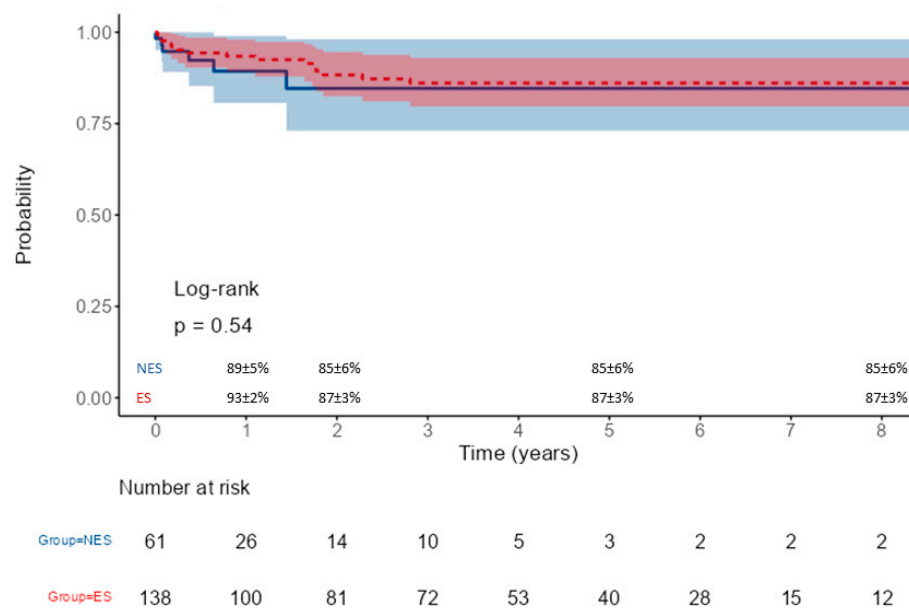 1.00
0.75
Probability
0.50
0.25
Log-rank
p = 0.54
NES 89±5% 85±6% 85±6% 85±6%
ES 93±2% 87±3% 87±3% 87±3%
0.00
0 1 2 3 4 5 6 7 8
Time (years)
Number at risk
Group=NES 61 26 14 10 5 3 2 2 2
Group=ES 138 100 81 72 53 40 28 15 12